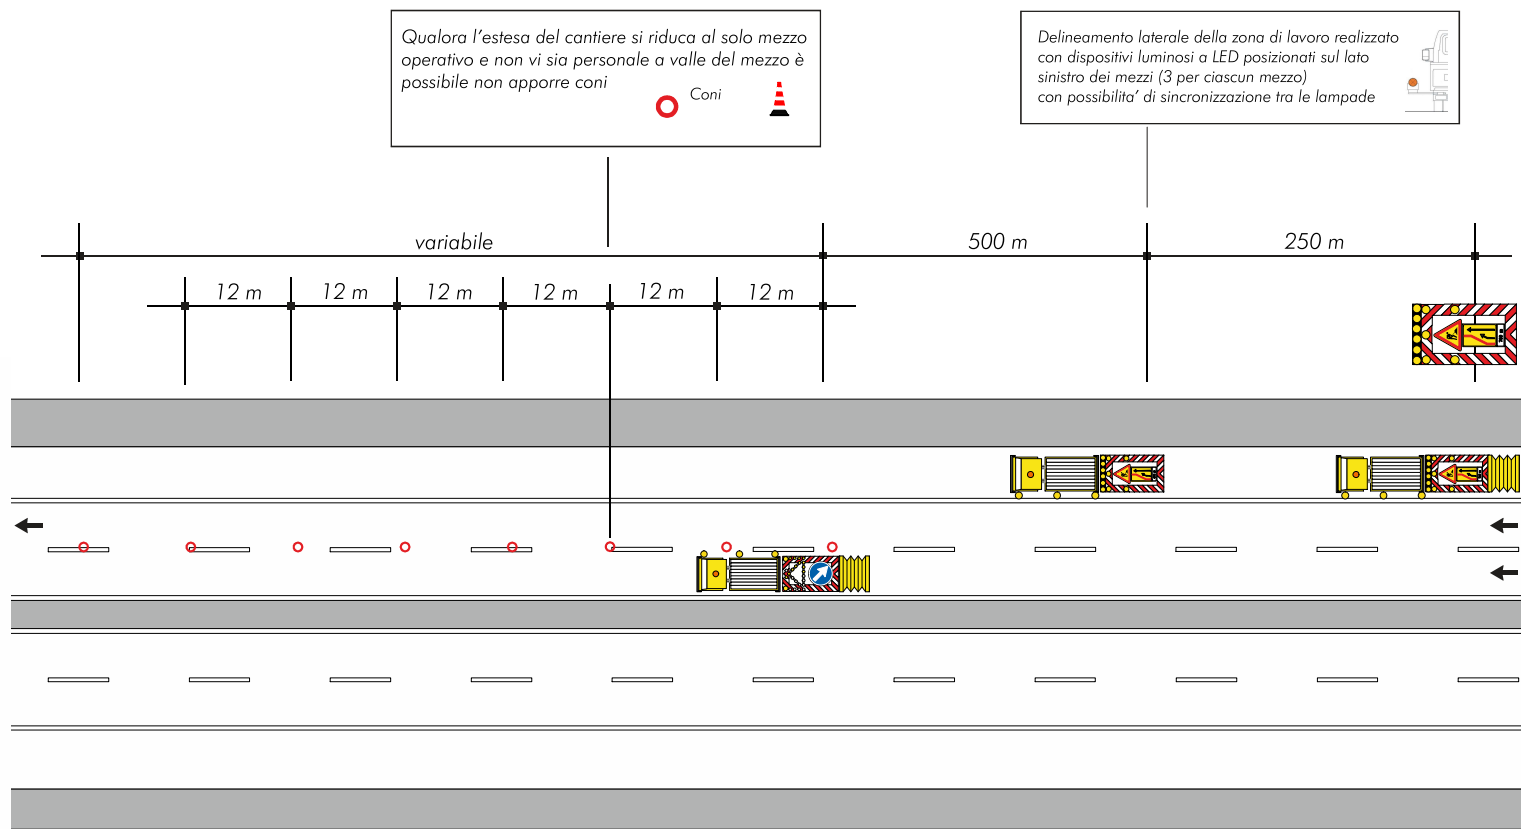 Qualora l'estesa del cantiere si riduca al solo mezzo
operativo e non vi sia personale a valle del mezzo è
possibile non apporre coni
Coni
Delineamento laterale della zona di lavoro realizzato
con dispositivi luminosi a LED posizionati sul lato
sinistro dei mezzi (3 per ciascun mezzo)
con possibilita' di sincronizzazione tra le lampade
variabile
500 m
250 m
12 m
12 m
12 m
12 m
12 m
12 m